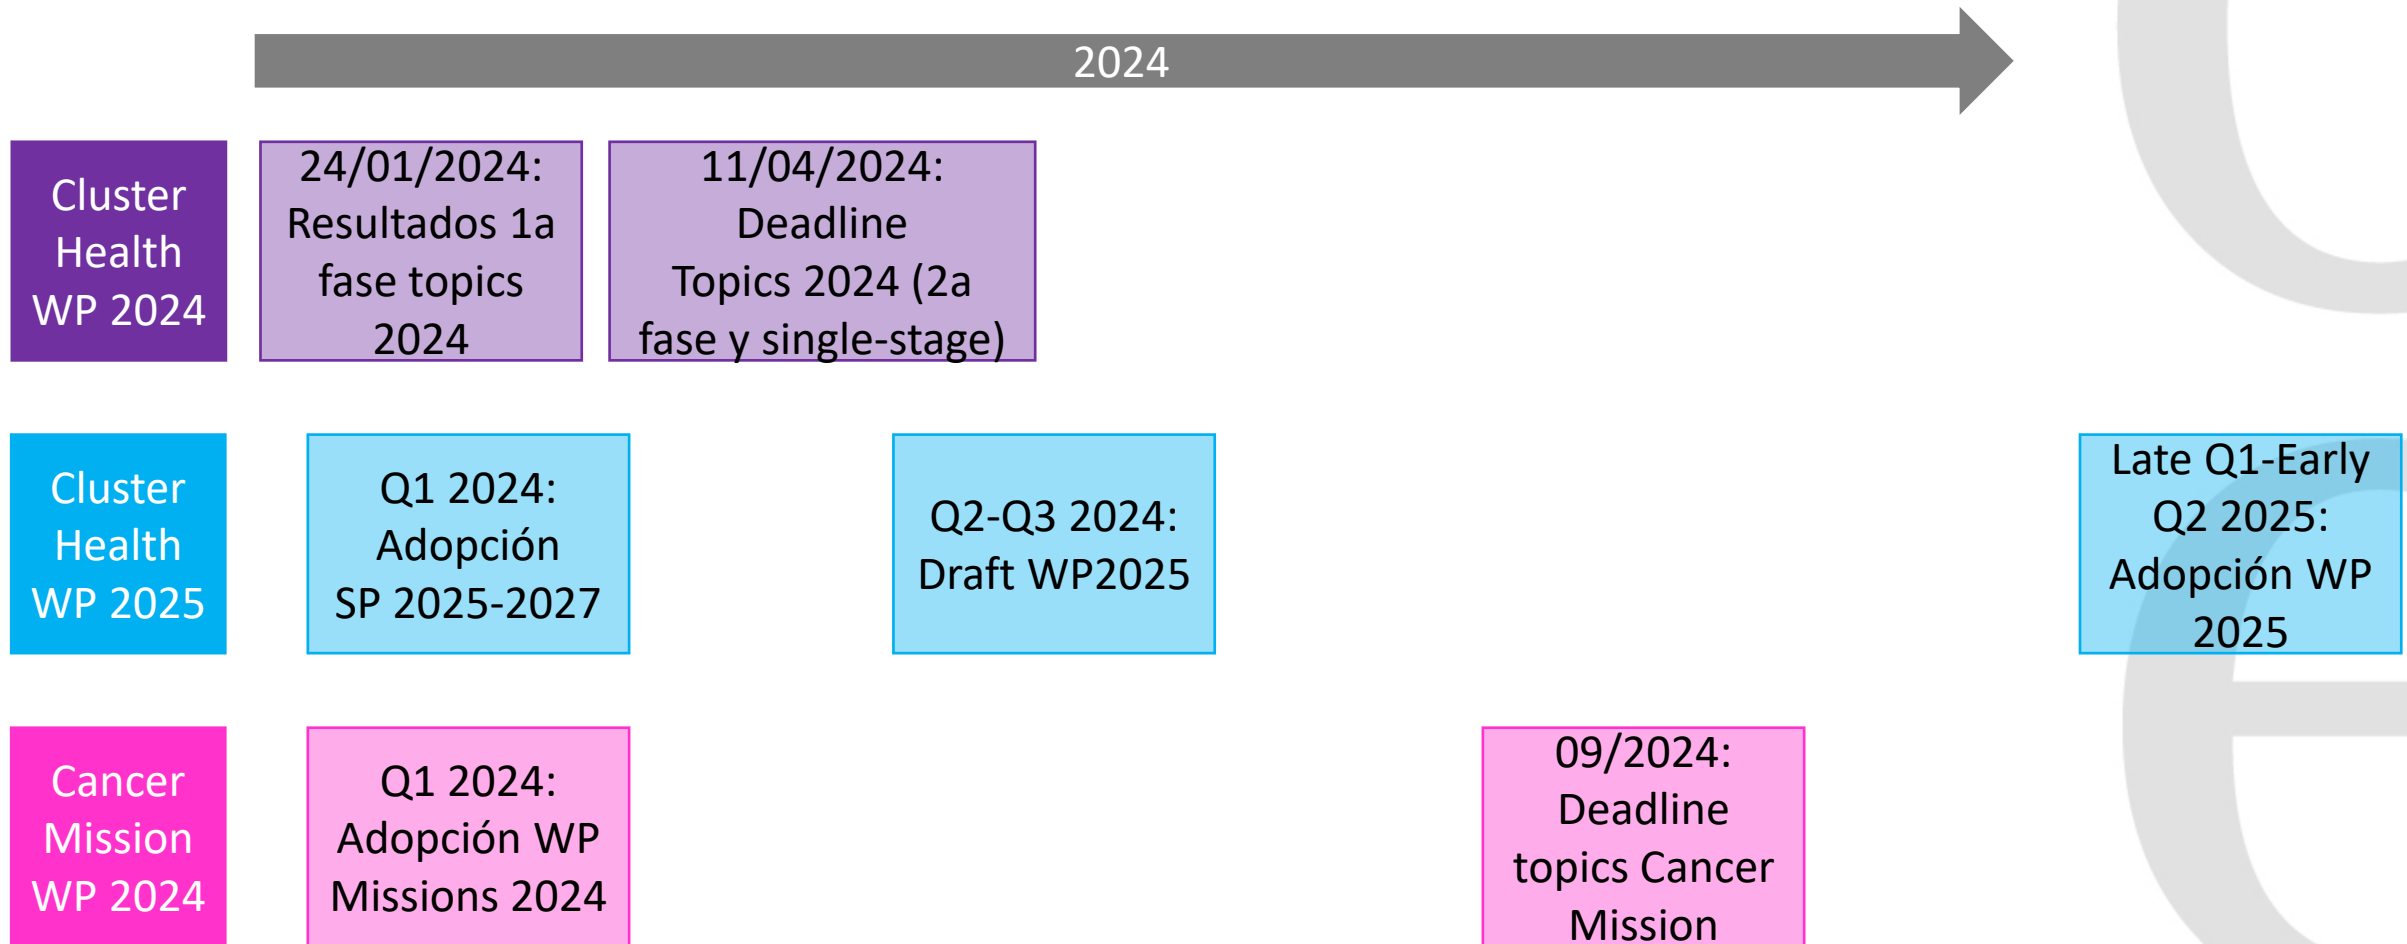 2024
Cluster
Health
WP 2024
24/01/2024:
Resultados 1a
fase topics
2024
11/04/2024:
Deadline
Topics 2024 (2a
fase y single-stage)
Cluster
Health
WP 2025
Q1 2024:
Adopción
SP 2025-2027
Q2-Q3 2024:
Draft WP2025
Late Q1-Early
Q2 2025:
Adopción WP
2025
Cancer
Mission
WP 2024
Q1 2024:
Adopción WP
Missions 2024
09/2024:
Deadline
topics Cancer
Mission